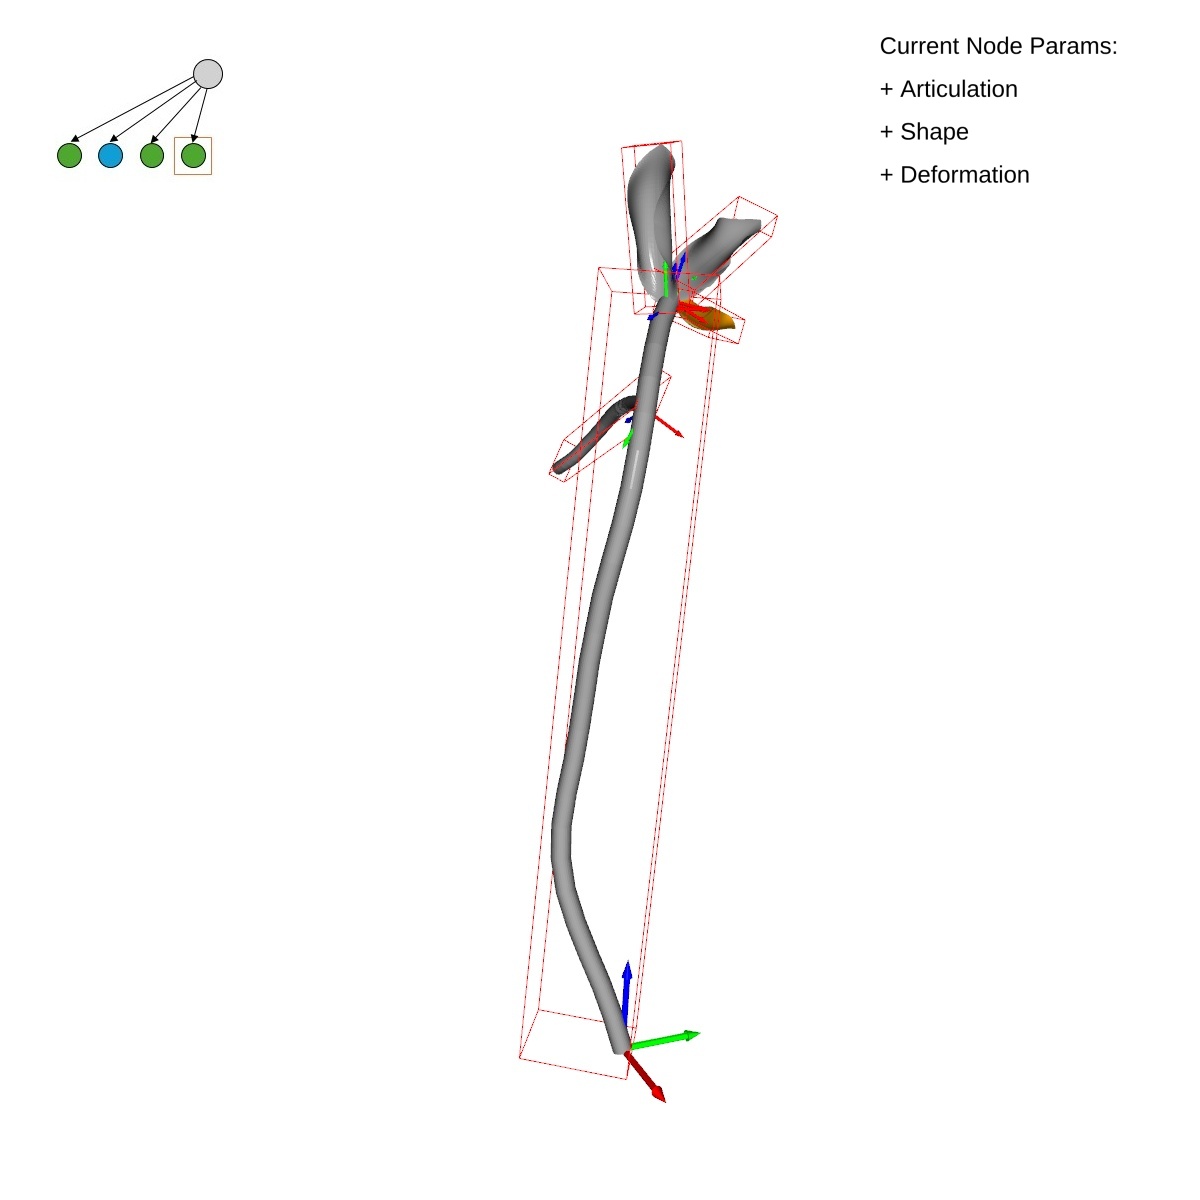 Current Node Params:
+ Articulation
+ Shape
+ Deformation